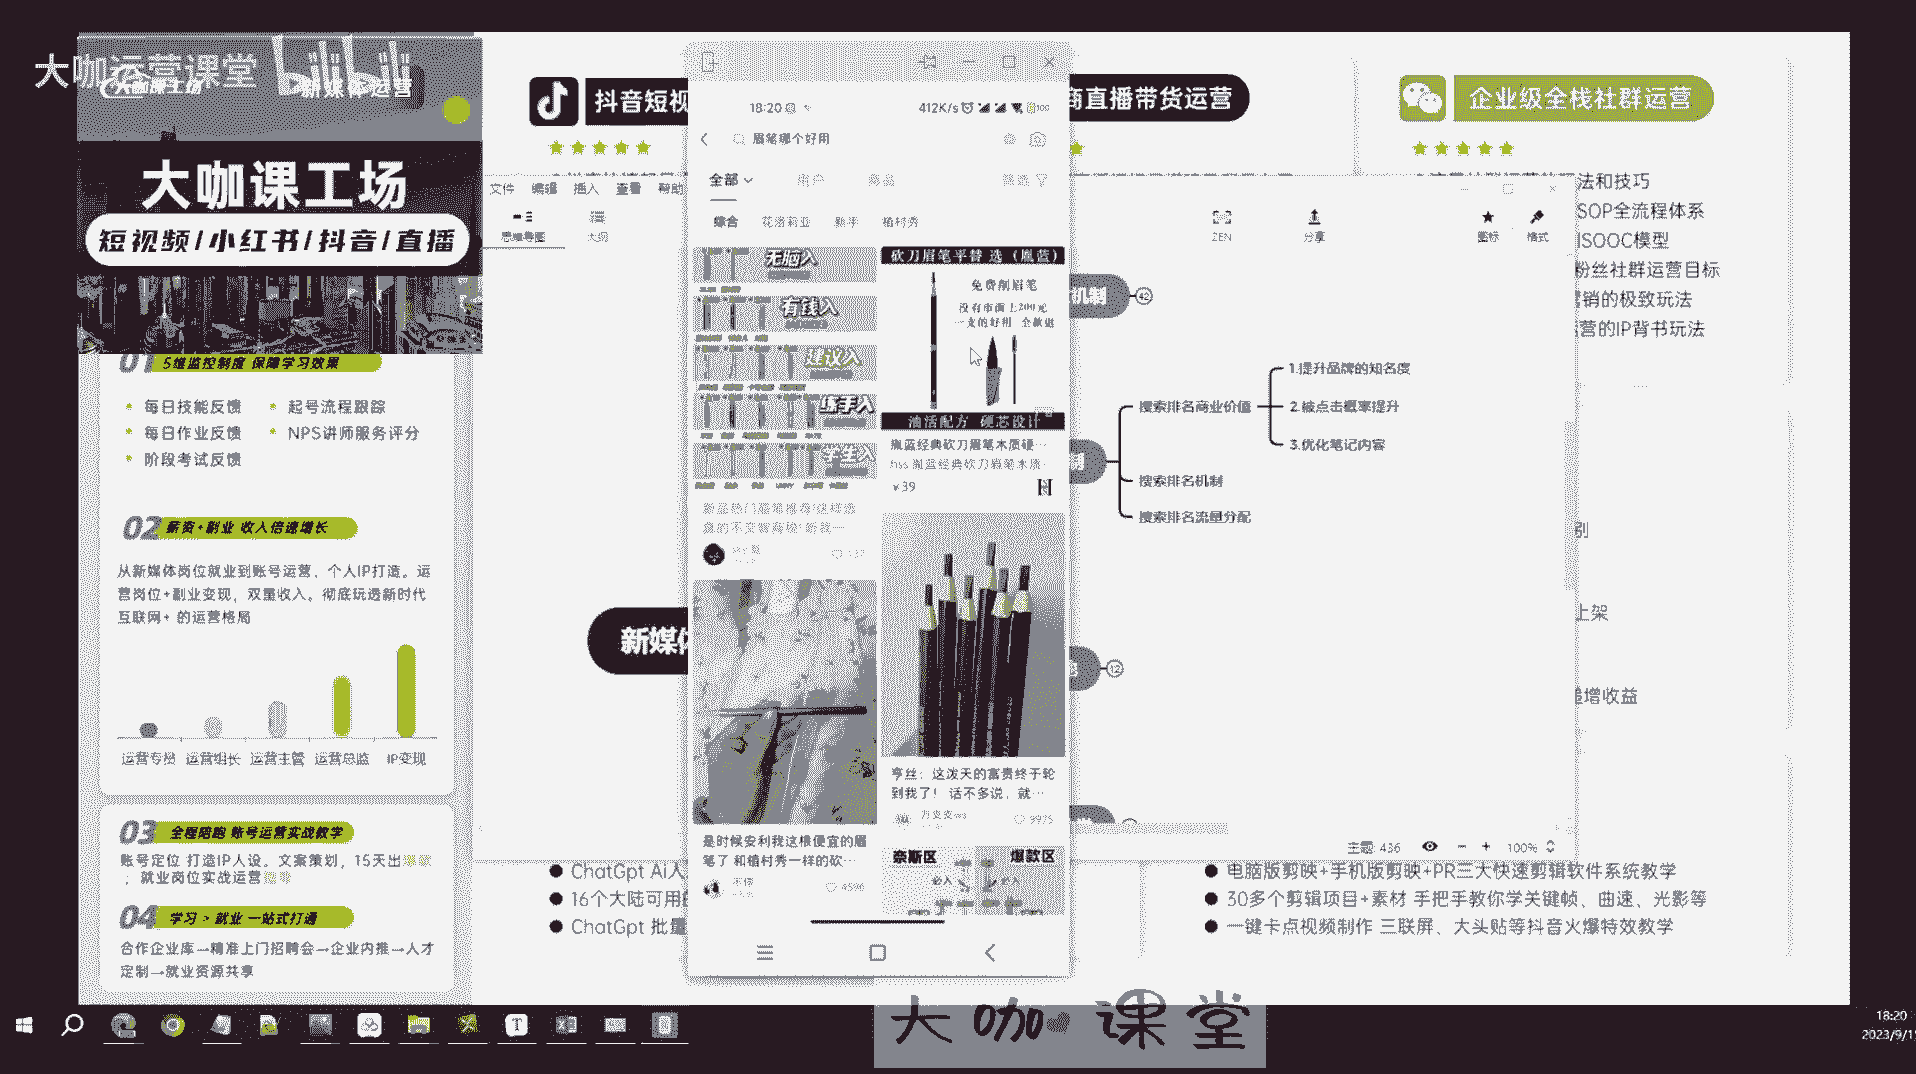 大咖运营课堂
bilibili
大咖课工场
新媒体运营
大咖课工场
短视频/小红书/抖音/直播
01 5维监控制度 保障学习效果
每日技能反馈
起号流程跟踪
每日作业反馈
NPS讲师服务评分
阶段考试反馈
02 薪资+副业 收入倍速增长
从新媒体岗位就业到账号运营，个人IP打造。运
营岗位+副业变现，双重收入。彻底玩透新时代
互联网+ 的运营格局
运营专员 运营组长 运营主管 运营总监 IP变现
03 全程陪跑 账号运营实战教学
账号定位 打造IP人设。文案策划，15天出
；就业岗位实战运营
04 学习 > 就业 一站式打通
合作企业库→精准上门招聘会→企业内推→人才
定制→就业资源共享
抖音短视
商直播带货运营
企业级全栈社群运营
法和技巧
SOP全流程体系
ISOOC模型
粉丝社群运营目标
营销的极致玩法
运营的IP背书玩法
别
上架
递增收益
文件 编辑 插入 查看 帮助
思维导图 大纲
ZEN 分享 图标 格式
新媒体
机制
42
制
12
搜索排名商业价值
1.提升品牌的知名度
2.被点击概率提升
3.优化笔记内容
搜索排名机制
搜索排名流量分配
主题: 436
100%
18:20
412K/s
100
眉笔哪个好用
全部 用户 商品 筛选
综合 花洛莉亚 新手 植村秀
无脑入
有钱入
建议入
练手入
学生入
砍刀眉笔平替 选（胤蓝）
免费削眉笔
没有市面上200元
一支的好用 全款退
油活配方 硬芯设计
胤蓝经典砍刀眉笔木质硬…
hss 胤蓝经典砍刀眉笔木质…
¥39
137
亨丝：这泼天的富贵终于轮
到我了！ 话不多说，就…
9975
是时候安利我这根便宜的眉
笔了 和植村秀一样的砍…
4596
奈斯区
爆款区
ChatGpt AI人
16个大陆可用的
ChatGpt 批量
电脑版剪映+手机版剪映+PR三大快速剪辑软件系统教学
30多个剪辑项目+素材 手把手教你学关键帧、曲速、光影等
一键卡点视频制作 三联屏、大头贴等抖音火爆特效教学
大咖课堂
18:20
2023/9/1